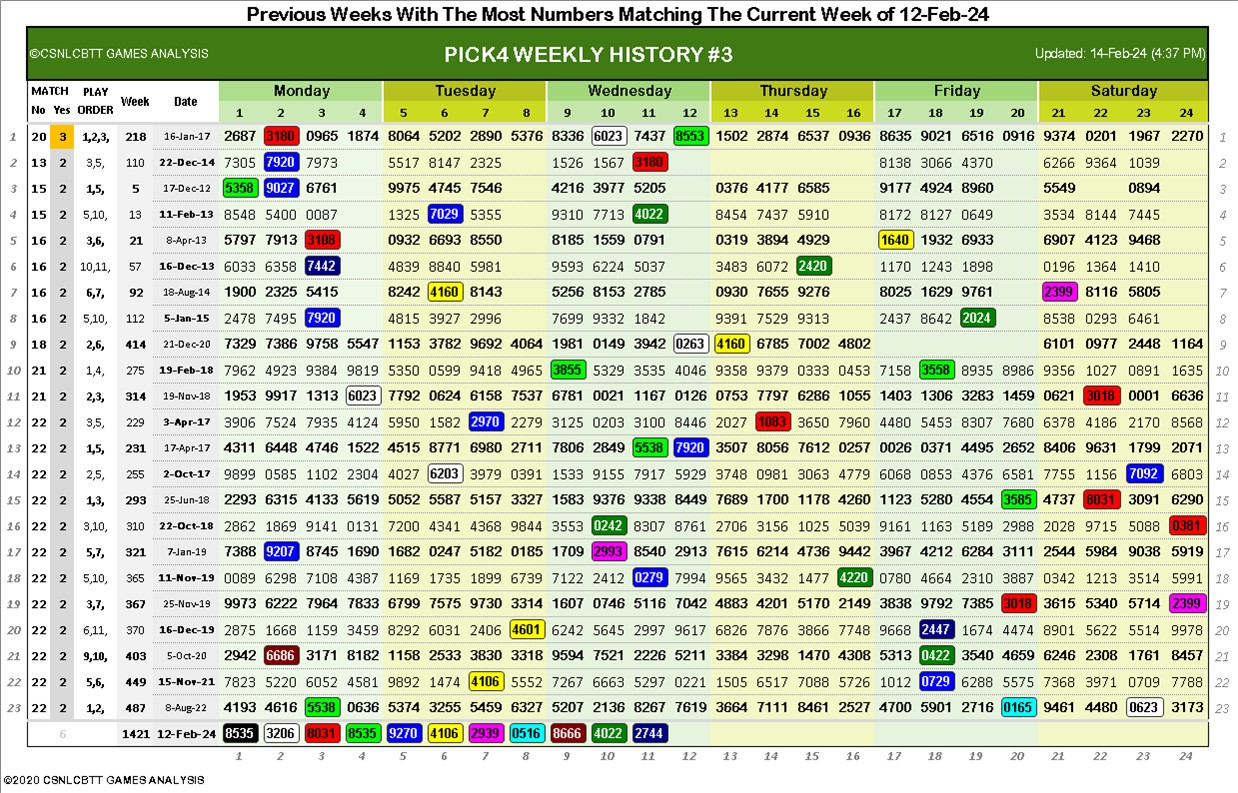 Previous Weeks With The Most Numbers Matching The Current Week of 12-Feb-24
©CSNLCBTT GAMES ANALYSIS PICK4 WEEKLY HISTORY #3 Updated: 14-Feb-24 (4:37 PM)
MATCH PLAY Week Date Monday Tuesday Wednesday Thursday Friday Saturday
No Yes ORDER 1 2 3 4 5 6 7 8 9 10 11 12 13 14 15 16 17 18 19 20 21 22 23 24
1 20 3 1,2,3, 218 16-Jan-17 2687 3180 0965 1874 8064 5202 2890 5376 8336 6023 7437 8553 1502 2874 6537 0936 8635 9021 6516 0916 9374 0201 1967 2270 1
2 13 2 3,5, 110 22-Dec-14 7305 7920 7973 5517 8147 2325 1526 1567 3180 8138 3066 4370 6266 9364 1039 2
3 15 2 1,5, 5 17-Dec-12 5358 9027 6761 9975 4745 7546 4216 3977 5205 0376 4177 6585 9177 4924 8960 5549 0894 3
4 15 2 5,10, 13 11-Feb-13 8548 5400 0087 1325 7029 5355 9310 7713 4022 8454 7437 5910 8172 8127 0649 3534 8144 7445 4
5 16 2 3,6, 21 8-Apr-13 5797 7913 3108 0932 6693 8550 8185 1559 0791 0319 3894 4929 1640 1932 6933 6907 4123 9468 5
6 16 2 10,11, 57 16-Dec-13 6033 6358 7442 4839 8840 5981 9593 6224 5037 3483 6072 2420 1170 1243 1898 0196 1364 1410 6
7 16 2 6,7, 92 18-Aug-14 1900 2325 5415 8242 4160 8143 5256 8153 2785 0930 7655 9276 8025 1629 9761 2399 8116 5805 7
8 16 2 5,10, 112 5-Jan-15 2478 7495 7920 4815 3927 2996 7699 9332 1842 9391 7529 9313 2437 8642 2024 8538 0293 6461 8
9 18 2 2,6, 414 21-Dec-20 7329 7386 9758 5547 1153 3782 9692 4064 1981 0149 3942 0263 4160 6785 7002 4802 6101 0977 2448 1164 9
10 21 2 1,4, 275 19-Feb-18 7962 4923 9384 9819 5350 0599 9418 4965 3855 5329 3535 4046 9358 9379 0333 0453 7158 3558 8935 8986 9356 1027 0891 1635 10
11 21 2 2,3, 314 19-Nov-18 1953 9917 1313 6023 7792 0624 6158 7537 6781 0021 1167 0126 0753 7797 6286 1055 1403 1306 3283 1459 0621 3018 0001 6636 11
12 22 2 3,5, 229 3-Apr-17 3906 7524 7935 4124 5950 1582 2970 2279 3125 0203 3100 8446 2027 1083 3650 7960 4480 5453 8307 7680 6378 4186 2170 8568 12
13 22 2 1,5, 231 17-Apr-17 4311 6448 4746 1522 4515 8771 6980 2711 7806 2849 5538 7920 3507 8056 7612 0257 0026 0371 4495 2652 8406 9631 1799 2071 13
14 22 2 2,5, 255 2-Oct-17 9899 0585 1102 2304 4027 6203 3979 0391 1533 9155 7917 5929 3748 0981 3063 4779 6068 0853 4376 6581 7755 1156 7092 6803 14
15 22 2 1,3, 293 25-Jun-18 2293 6315 4133 5619 5052 5587 5157 3327 1583 9376 9338 8449 7689 1700 1178 4260 1123 5280 4554 3585 4737 8031 3091 6290 15
16 22 2 3,10, 310 22-Oct-18 2862 1869 9141 0131 7200 4341 4368 9844 3553 0242 8307 8761 2706 3156 1025 5039 9161 1163 5189 2988 2028 9715 5088 0381 16
17 22 2 5,7, 321 7-Jan-19 7388 9207 8745 1690 1682 0247 5182 0185 1709 2993 8540 2913 7615 6214 4736 9442 3967 4212 6284 3111 2544 5984 9038 5919 17
18 22 2 5,10, 365 11-Nov-19 0089 6298 7108 4387 1169 1735 1899 6739 7122 2412 0279 7994 9565 3432 1477 4220 0780 4664 2310 3887 0342 1213 3514 5991 18
19 22 2 3,7, 367 25-Nov-19 9973 6222 7964 7833 6799 7575 9738 3314 1607 0746 5116 7042 4883 4201 5170 2149 3838 9792 7385 3018 3615 5340 5714 2399 19
20 22 2 6,11, 370 16-Dec-19 2875 1668 1159 3459 8292 6031 2406 4601 6242 5645 2997 9617 6826 7876 3866 7748 9668 2447 1674 4474 8901 5622 5514 9978 20
21 22 2 9,10, 403 5-Oct-20 2942 6686 3171 8182 1158 2533 3830 3318 9594 7521 2226 5211 3384 3298 1470 4308 5313 0422 3540 4659 6246 2308 1761 8457 21
22 22 2 5,6, 449 15-Nov-21 7823 5220 6052 4581 9892 1474 4106 5552 7267 6663 5297 0221 1505 6517 7088 5726 1012 0729 6288 5575 7368 3971 0709 7788 22
23 22 2 1,2, 487 8-Aug-22 4193 4616 5538 0636 5374 3255 5459 6327 5207 2136 8267 7619 3664 7111 8461 2527 4700 5901 2716 0165 9461 4480 0623 3173 23
6 1421 12-Feb-24 8535 3206 8031 8535 9270 4106 2939 0516 8666 4022 2744
1 2 3 4 5 6 7 8 9 10 11 12 13 14 15 16 17 18 19 20 21 22 23 24
©2020 CSNLCBTT GAMES ANALYSIS